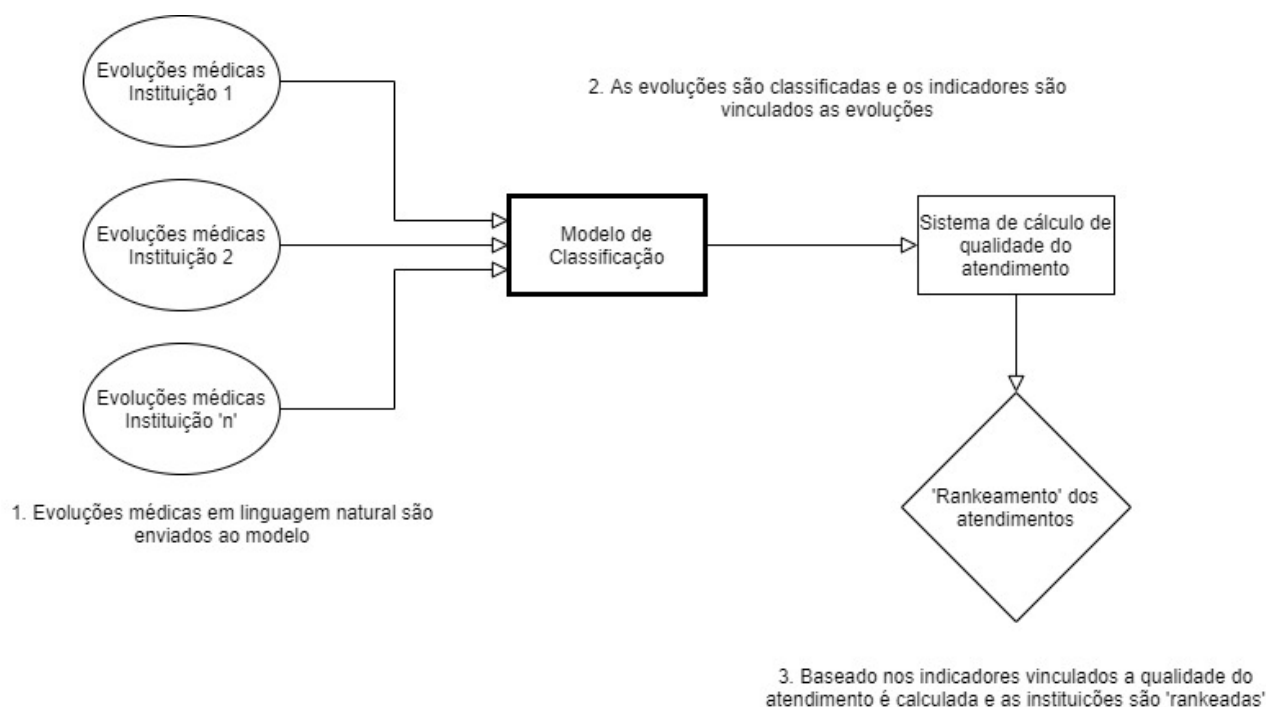 Evoluções médicas
Instituição 1
2. As evoluções são classificadas e os indicadores são
vinculados as evoluções
Evoluções médicas
Instituição 2
Modelo de
Classificação
Sistema de cálculo de
qualidade do
atendimento
Evoluções médicas
Instituição 'n'
1. Evoluções médicas em linguagem natural são
enviados ao modelo
'Rankeamento' dos
atendimentos
3. Baseado nos indicadores vinculados a qualidade do
atendimento é calculada e as instituições são 'rankeadas'